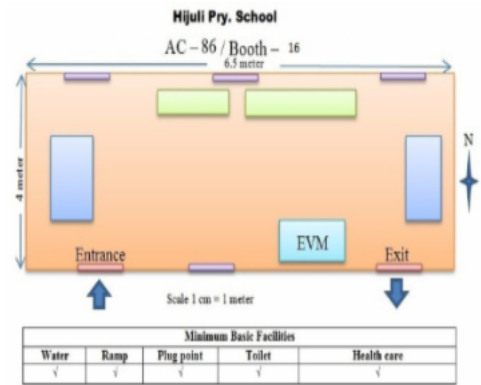 Hijuli Pry. School
AC – 86 / Booth – 16
6.5 meter
4 meter
N
EVM
Entrance
Exit
Scale 1 cm = 1 meter
Minimum Basic Facilities
Water Ramp Plug point Toilet Health care
√ √ √ √ √